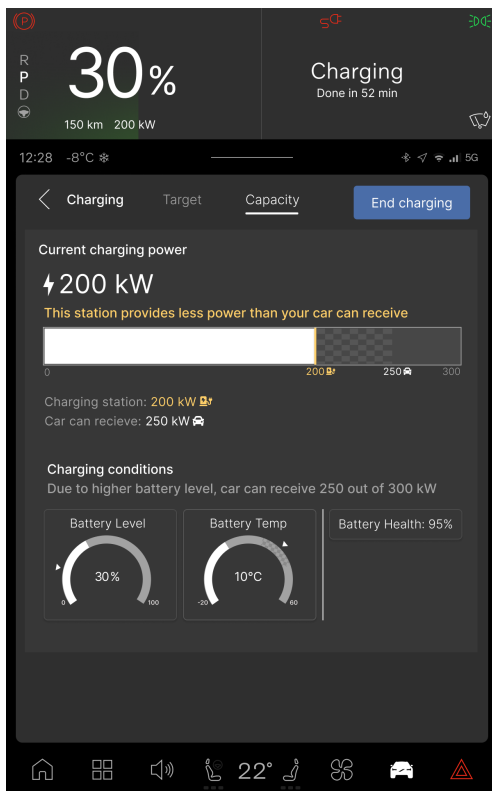 P
R
P
D
30%
150 km 200 kW
Charging
Done in 52 min
12:28 -8°C
5G
Charging Target Capacity End charging
Current charging power
200 kW
This station provides less power than your car can receive
0 200 250 300
Charging station: 200 kW
Car can recieve: 250 kW
Charging conditions
Due to higher battery level, car can receive 250 out of 300 kW
Battery Level Battery Temp Battery Health: 95%
30% 10°C
0 100 -20 60
22°